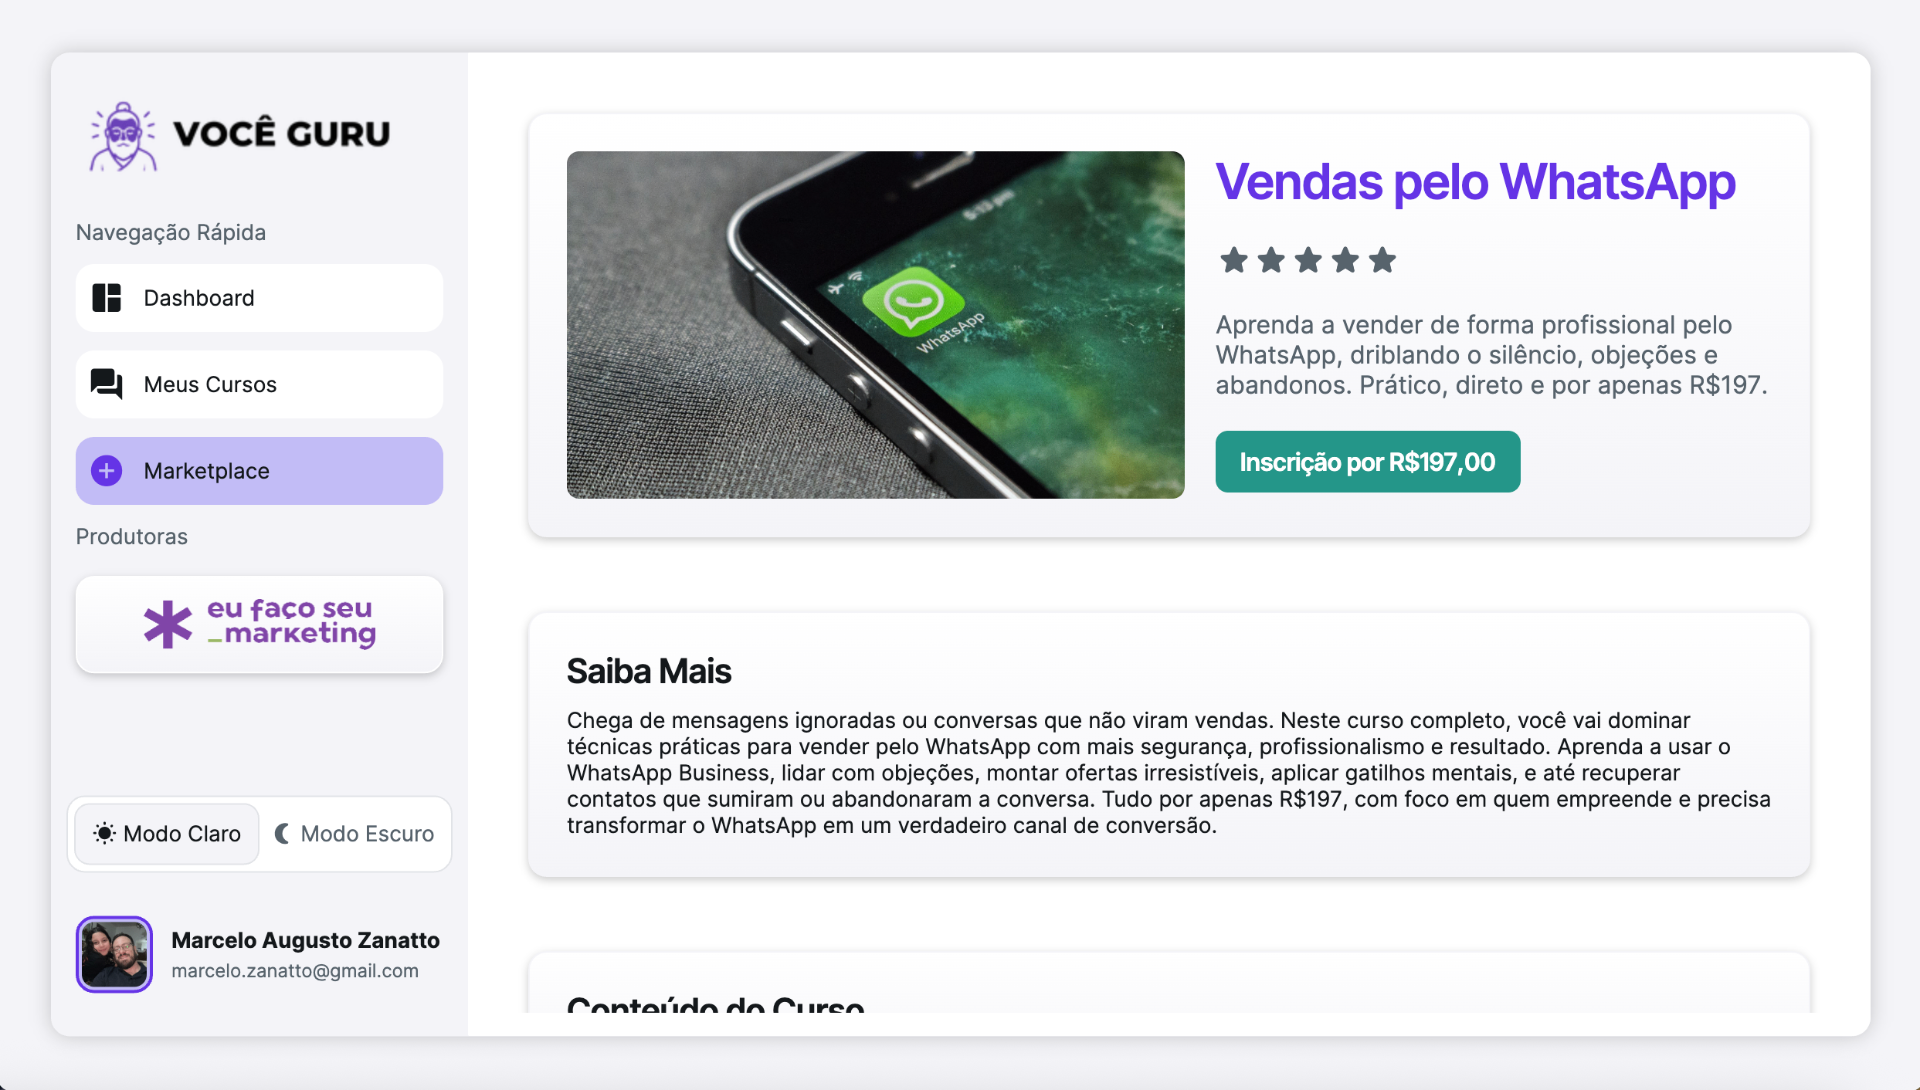 VOCÊ GURU
Navegação Rápida
Dashboard
Meus Cursos
Marketplace
Produtoras
eu faço seu
_marketing
Modo Claro
Modo Escuro
Marcelo Augusto Zanatto
marcelo.zanatto@gmail.com
5:13 pm
WhatsApp
Vendas pelo WhatsApp
Aprenda a vender de forma profissional pelo
WhatsApp, driblando o silêncio, objeções e
abandonos. Prático, direto e por apenas R$197.
Inscrição por R$197,00
Saiba Mais
Chega de mensagens ignoradas ou conversas que não viram vendas. Neste curso completo, você vai dominar
técnicas práticas para vender pelo WhatsApp com mais segurança, profissionalismo e resultado. Aprenda a usar o
WhatsApp Business, lidar com objeções, montar ofertas irresistíveis, aplicar gatilhos mentais, e até recuperar
contatos que sumiram ou abandonaram a conversa. Tudo por apenas R$197, com foco em quem empreende e precisa
transformar o WhatsApp em um verdadeiro canal de conversão.
Conteúdo do Curso